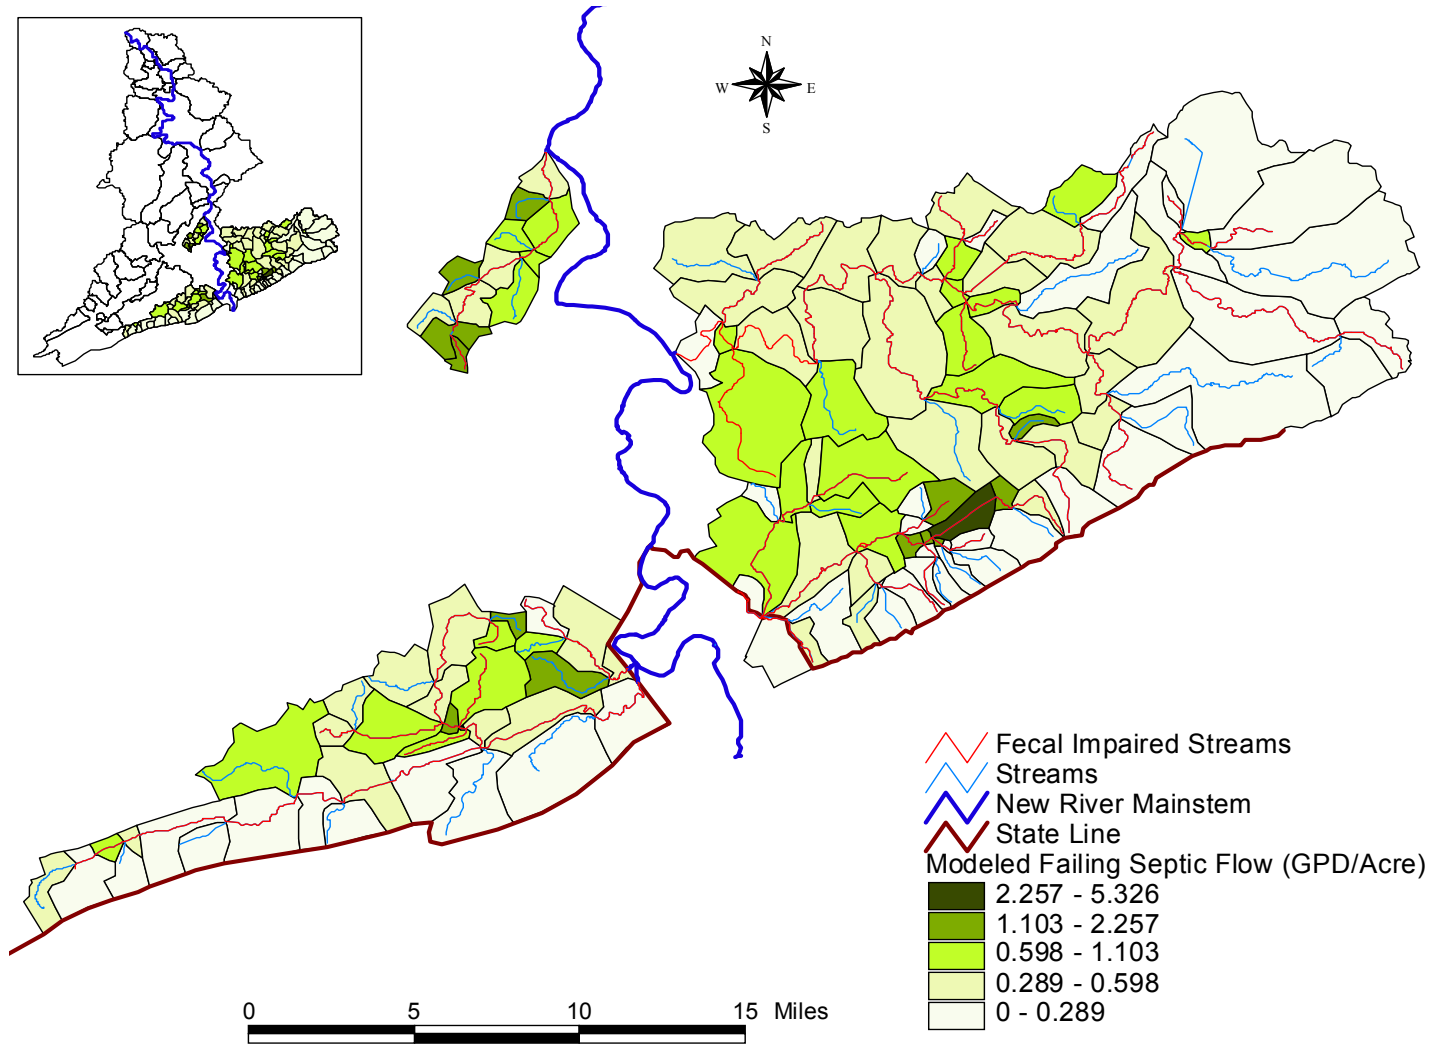 N
W E
S
Fecal Impaired Streams
Streams
New River Mainstem
State Line
Modeled Failing Septic Flow (GPD/Acre)
2.257 - 5.326
1.103 - 2.257
0.598 - 1.103
0.289 - 0.598
0 - 0.289
0 5 10 15 Miles